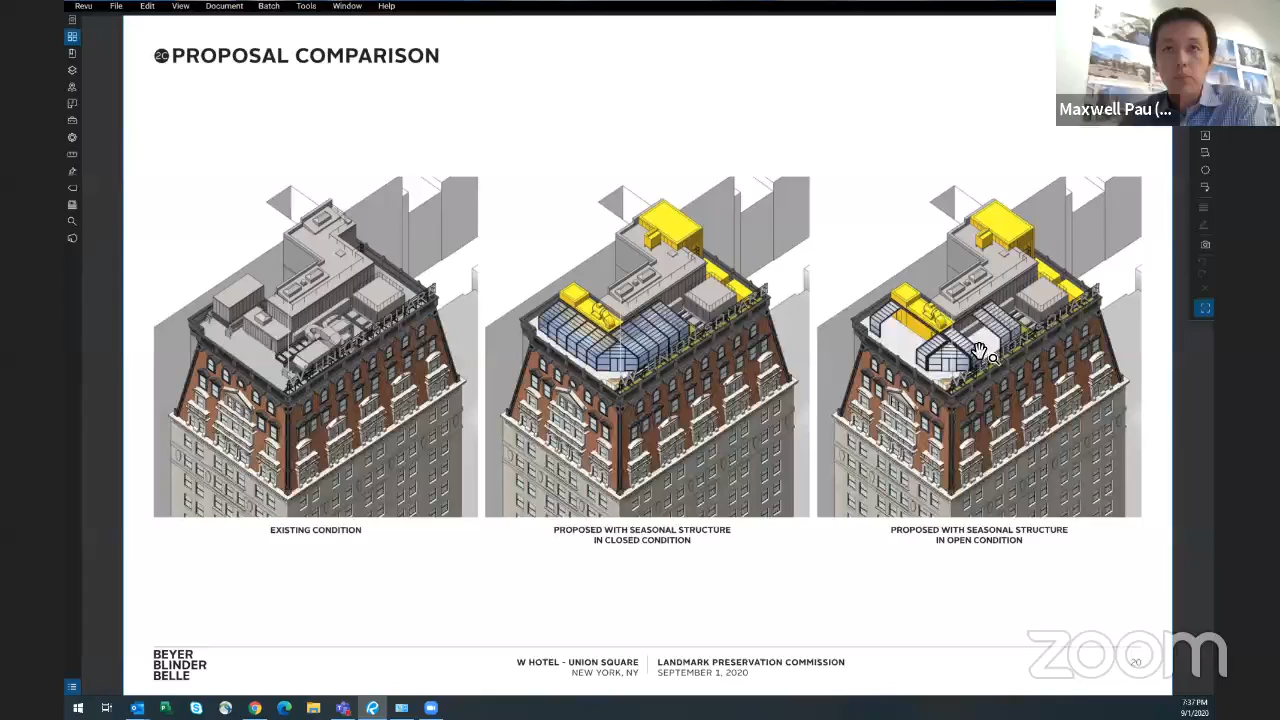 Revu File Edit View Document Batch Tools Window Help
2C PROPOSAL COMPARISON
Maxwell Pau (...
EXISTING CONDITION
PROPOSED WITH SEASONAL STRUCTURE
IN CLOSED CONDITION
PROPOSED WITH SEASONAL STRUCTURE
IN OPEN CONDITION
BEYER
BLINDER
BELLE
W HOTEL - UNION SQUARE
NEW YORK, NY
LANDMARK PRESERVATION COMMISSION
SEPTEMBER 1, 2020
20
zoom
7:37 PM
9/1/2020